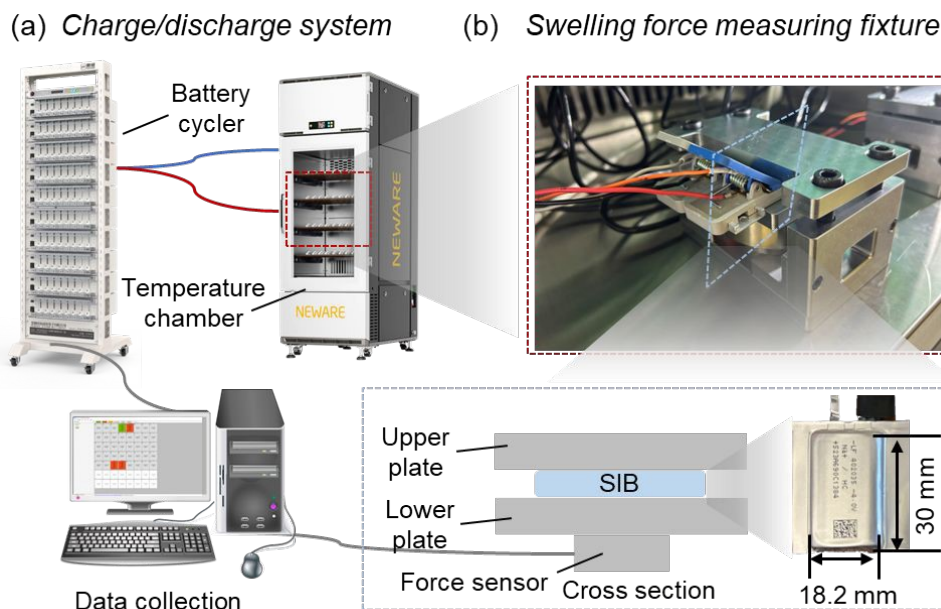 (a) Charge/discharge system
(b) Swelling force measuring fixture
Battery
cycler
Temperature
chamber
NEWARE
NEWARE
Upper
plate
SIB
Lower
plate
Force sensor
Cross section
30 mm
18.2 mm
Data collection